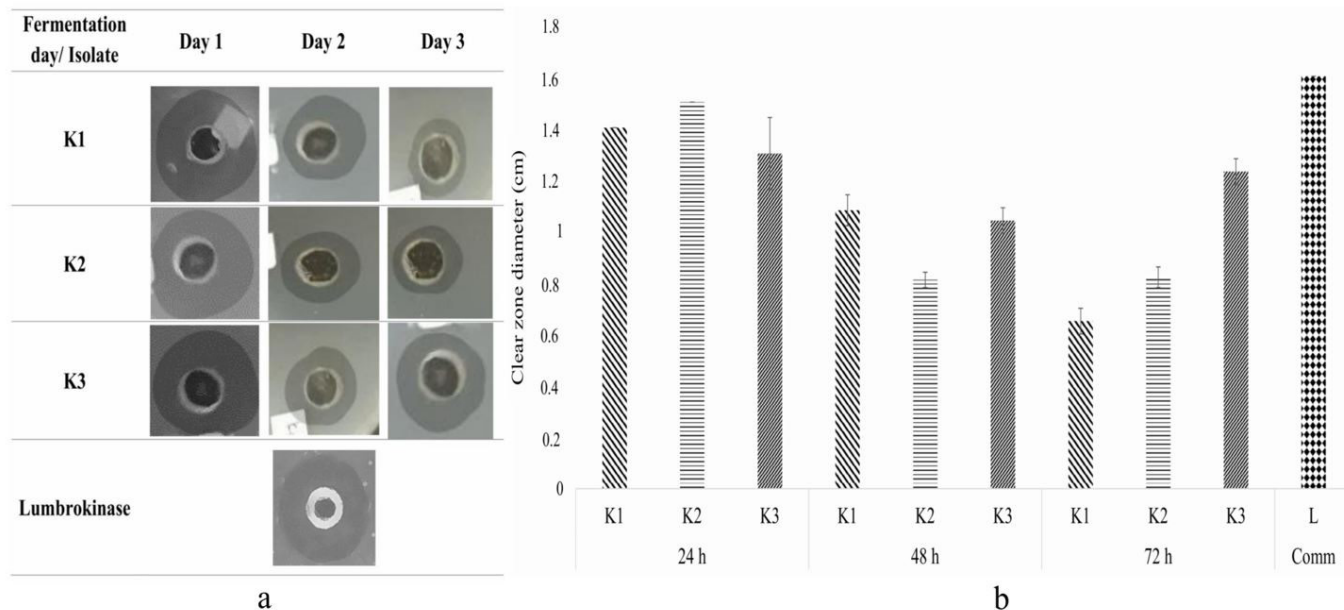 Fermentation
day/ Isolate
Day 1
Day 2
Day 3
K1
K2
K3
Lumbrokinase
a
Clear zone diameter (cm)
1.8
1.6
1.4
1.2
1
0.8
0.6
0.4
0.2
0
K1 K2 K3 K1 K2 K3 K1 K2 K3 L
24 h 48 h 72 h Comm
b